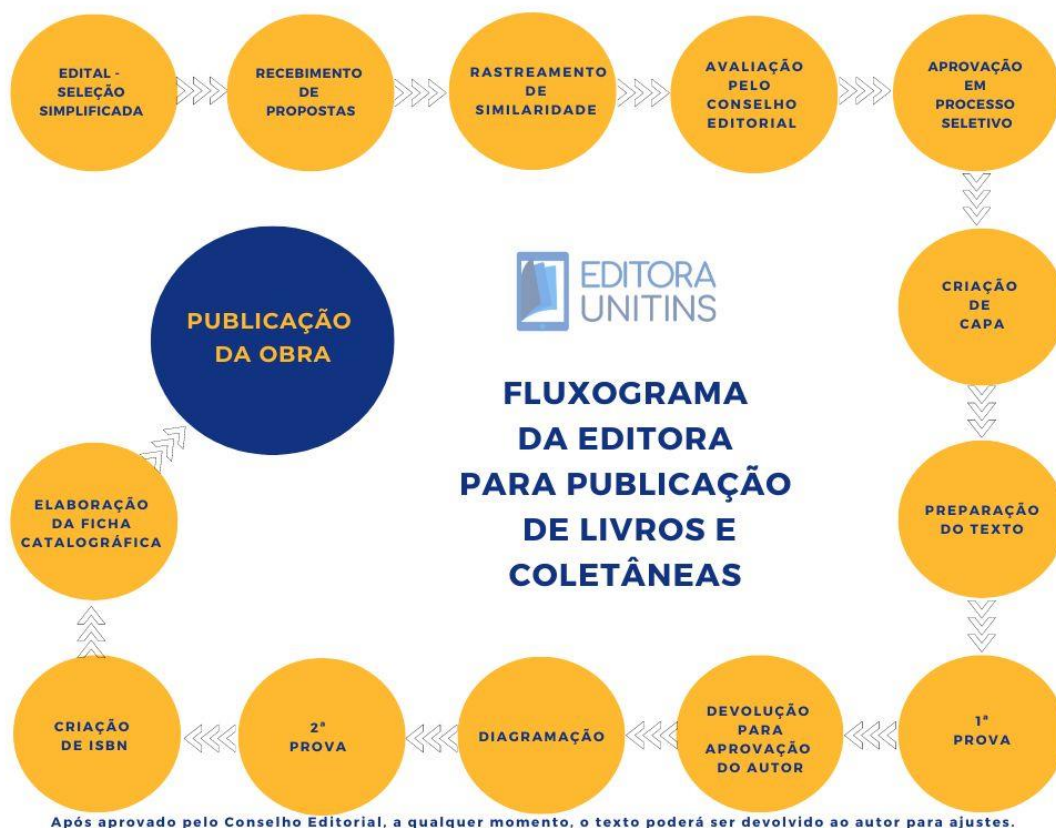 EDITAL -
SELEÇÃO
SIMPLIFICADA
RECEBIMENTO
DE
PROPOSTAS
RASTREAMENTO
DE
SIMILARIDADE
AVALIAÇÃO
PELO
CONSELHO
EDITORIAL
APROVAÇÃO
EM
PROCESSO
SELETIVO
CRIAÇÃO
DE
CAPA
PREPARAÇÃO
DO TEXTO
1ª
PROVA
DEVOLUÇÃO
PARA
APROVAÇÃO
DO AUTOR
DIAGRAMAÇÃO
2ª
PROVA
CRIAÇÃO
DE ISBN
ELABORAÇÃO
DA FICHA
CATALOGRÁFICA
PUBLICAÇÃO
DA OBRA
EDITORA
UNITINS
FLUXOGRAMA
DA EDITORA
PARA PUBLICAÇÃO
DE LIVROS E
COLETÂNEAS
Após aprovado pelo Conselho Editorial, a qualquer momento, o texto poderá ser devolvido ao autor para ajustes.